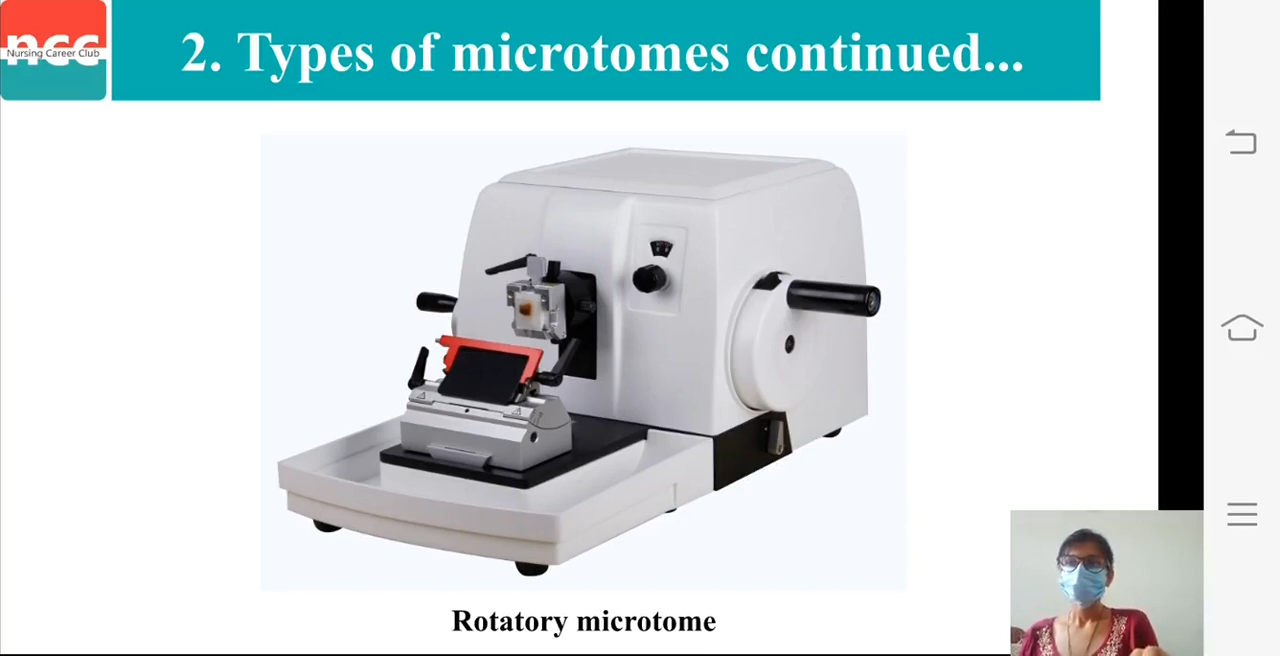 ncc
Nursing Career Club
2. Types of microtomes continued...
Rotatory microtome